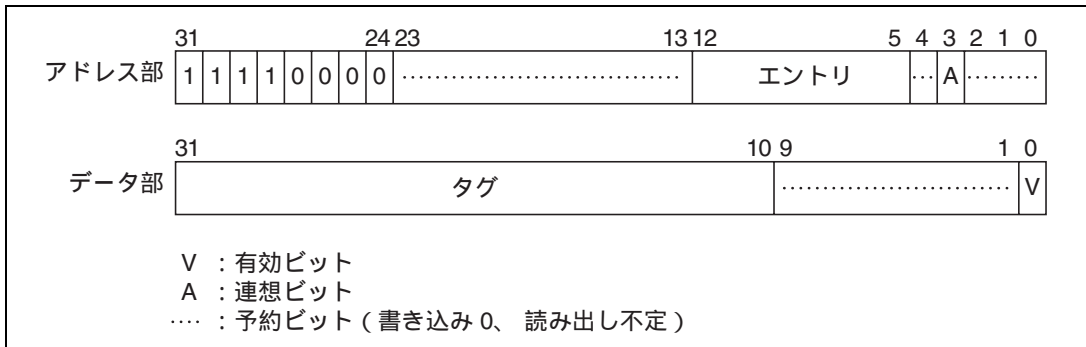 31 24 23 13 12 5 4 3 2 1 0
アドレス部 1 1 1 1 0 0 0 0 ………… エントリ … A …………
31 10 9 1 0
データ部 タグ ………… V
V :有効ビット
A :連想ビット
‥‥ :予約ビット(書き込み 0、 読み出し不定)